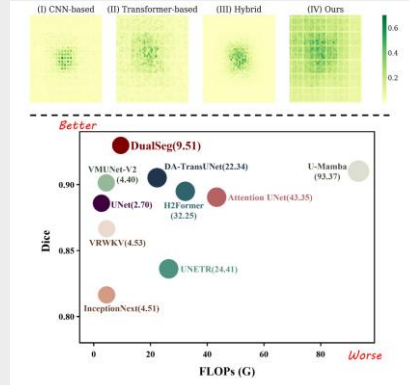 (I) CNN-based (II) Transformer-based (III) Hybrid (IV) Ours
0.6
0.4
0.2
Better
DualSeg(9.51)
VMUNet-V2
(4.40)
DA-TransUNet(22.34)
U-Mamba
(93.37)
0.90
UNet(2.70)
H2Former
(32.25)
Attention UNet(43.35)
VRWKV(4.53)
Dice
0.85
UNETR(24.41)
InceptionNext(4.51)
0.80
0 20 40 60 80
Worse
FLOPs (G)